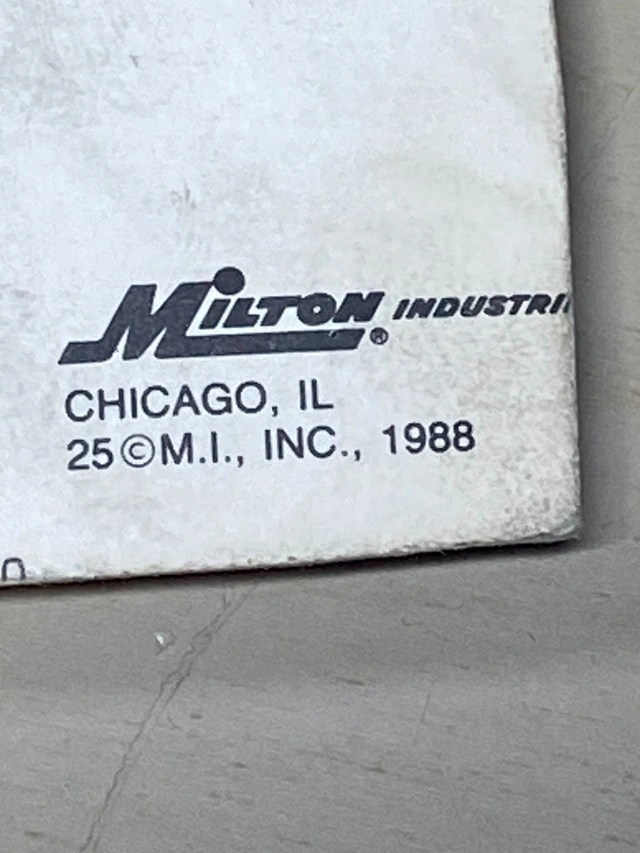 MILTON® INDUSTRI
CHICAGO, IL
25©M.I., INC., 1988